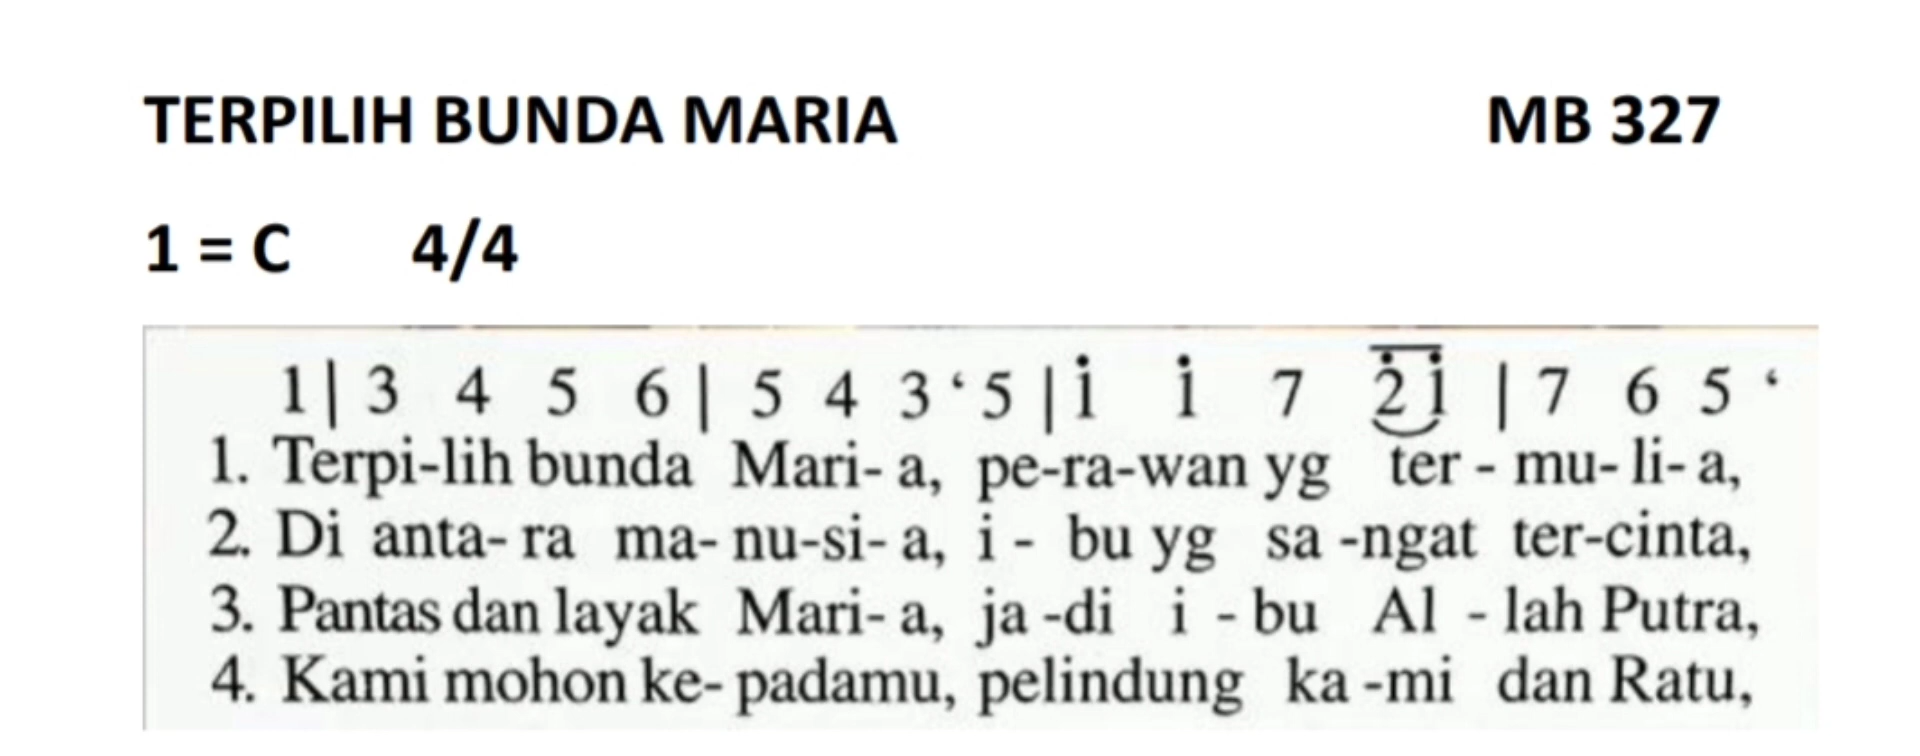 TERPILIH BUNDA MARIA MB 327
1 = C 4/4
1 | 3 4 5 6 | 5 4 3 ‘ 5 | i̇ i̇ 7 2̇1̇ | 7 6 5 ‘
1. Terpi-lih bunda Mari- a, pe-ra-wan yg ter - mu- li- a,
2. Di anta- ra ma- nu-si- a, i - bu yg sa -ngat ter-cinta,
3. Pantas dan layak Mari- a, ja -di i - bu Al - lah Putra,
4. Kami mohon ke- padamu, pelindung ka -mi dan Ratu,